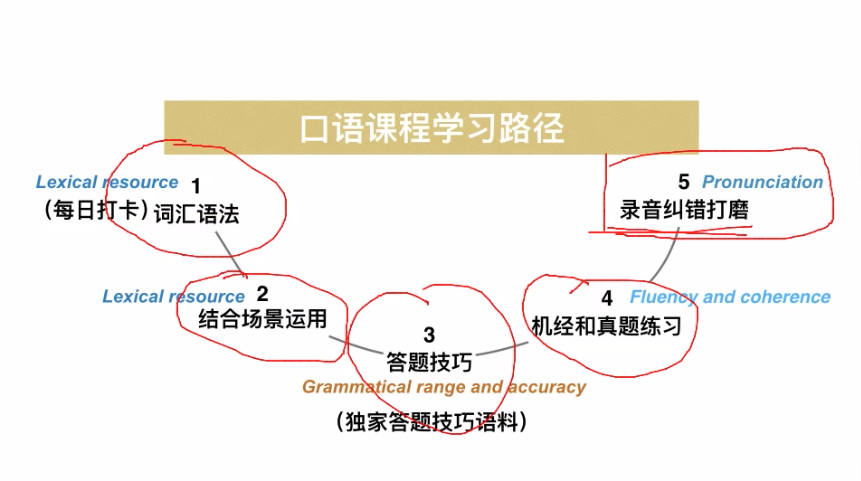 口语课程学习路径
Lexical resource
1
(每日打卡)
词汇语法
Lexical resource
2
结合场景运用
3
答题技巧
Grammatical range and accuracy
(独家答题技巧语料)
4
Fluency and coherence
机经和真题练习
5
Pronunciation
录音纠错打磨